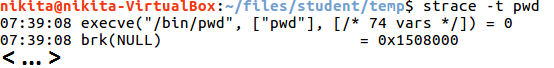 nikita@nikita-VirtualBox:~/files/student/temp$ strace -t pwd
07:39:08 execve("/bin/pwd", ["pwd"], [/* 74 vars */]) = 0
07:39:08 brk(NULL)                      = 0x1508000
< ... >